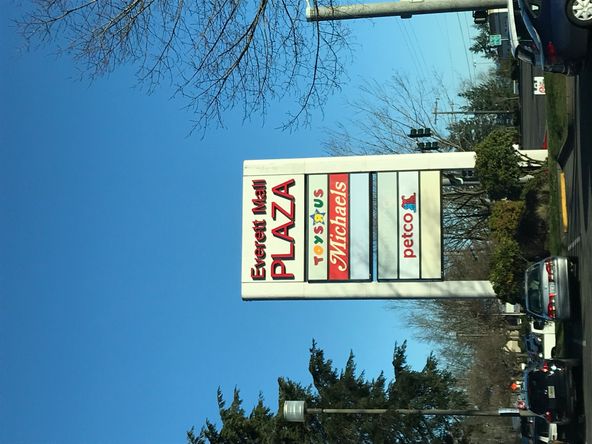 Everett Mall
PLAZA
TOYS R US
Michaels
petco